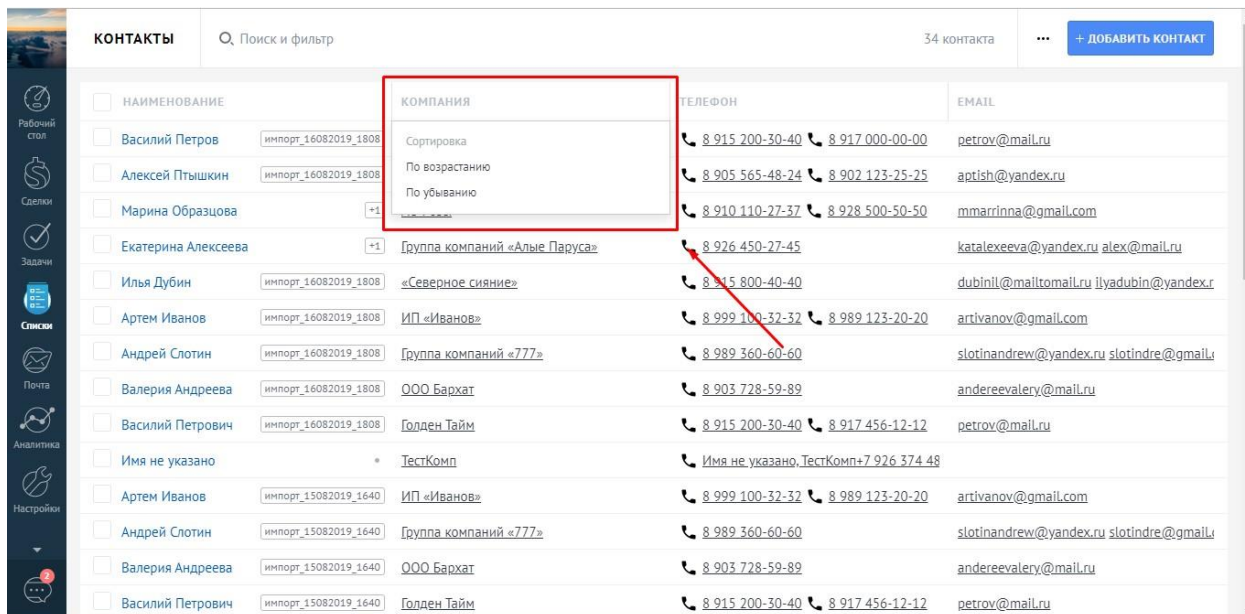 КОНТАКТЫ Поиск и фильтр 34 контакта ••• + ДОБАВИТЬ КОНТАКТ
Рабочий
стол
Сделки
Задачи
Списки
Почта
Аналитика
Настройки
2
НАИМЕНОВАНИЕ КОМПАНИЯ ТЕЛЕФОН EMAIL
Сортировка
По возрастанию
По убыванию
Василий Петров импорт_16082019_1808 8 915 200-30-40 8 917 000-00-00 petrov@mail.ru
Алексей Птышкин импорт_16082019_1808 8 905 565-48-24 8 902 123-25-25 aptish@yandex.ru
Марина Образцова +1 8 910 110-27-37 8 928 500-50-50 mmarrinna@gmail.com
Екатерина Алексеева +1 Группа компаний «Алые Паруса» 8 926 450-27-45 katalexeeva@yandex.ru alex@mail.ru
Илья Дубин импорт_16082019_1808 «Северное сияние» 8 915 800-40-40 dubinil@mailtomail.ru ilyadubin@yandex.r
Артем Иванов импорт_16082019_1808 ИП «Иванов» 8 999 100-32-32 8 989 123-20-20 artivanov@gmail.com
Андрей Слотин импорт_16082019_1808 Группа компаний «777» 8 989 360-60-60 slotinandrew@yandex.ru slotindre@gmail.
Валерия Андреева импорт_16082019_1808 ООО Бархат 8 903 728-59-89 andereevalery@mail.ru
Василий Петрович импорт_16082019_1808 Голден Тайм 8 915 200-30-40 8 917 456-12-12 petrov@mail.ru
Имя не указано ТестКомп Имя не указано, ТестКомп+7 926 374 48
Артем Иванов импорт_15082019_1640 ИП «Иванов» 8 999 100-32-32 8 989 123-20-20 artivanov@gmail.com
Андрей Слотин импорт_15082019_1640 Группа компаний «777» 8 989 360-60-60 slotinandrew@yandex.ru slotindre@gmail.
Валерия Андреева импорт_15082019_1640 ООО Бархат 8 903 728-59-89 andereevalery@mail.ru
Василий Петрович импорт_15082019_1640 Голден Тайм 8 915 200-30-40 8 917 456-12-12 petrov@mail.ru